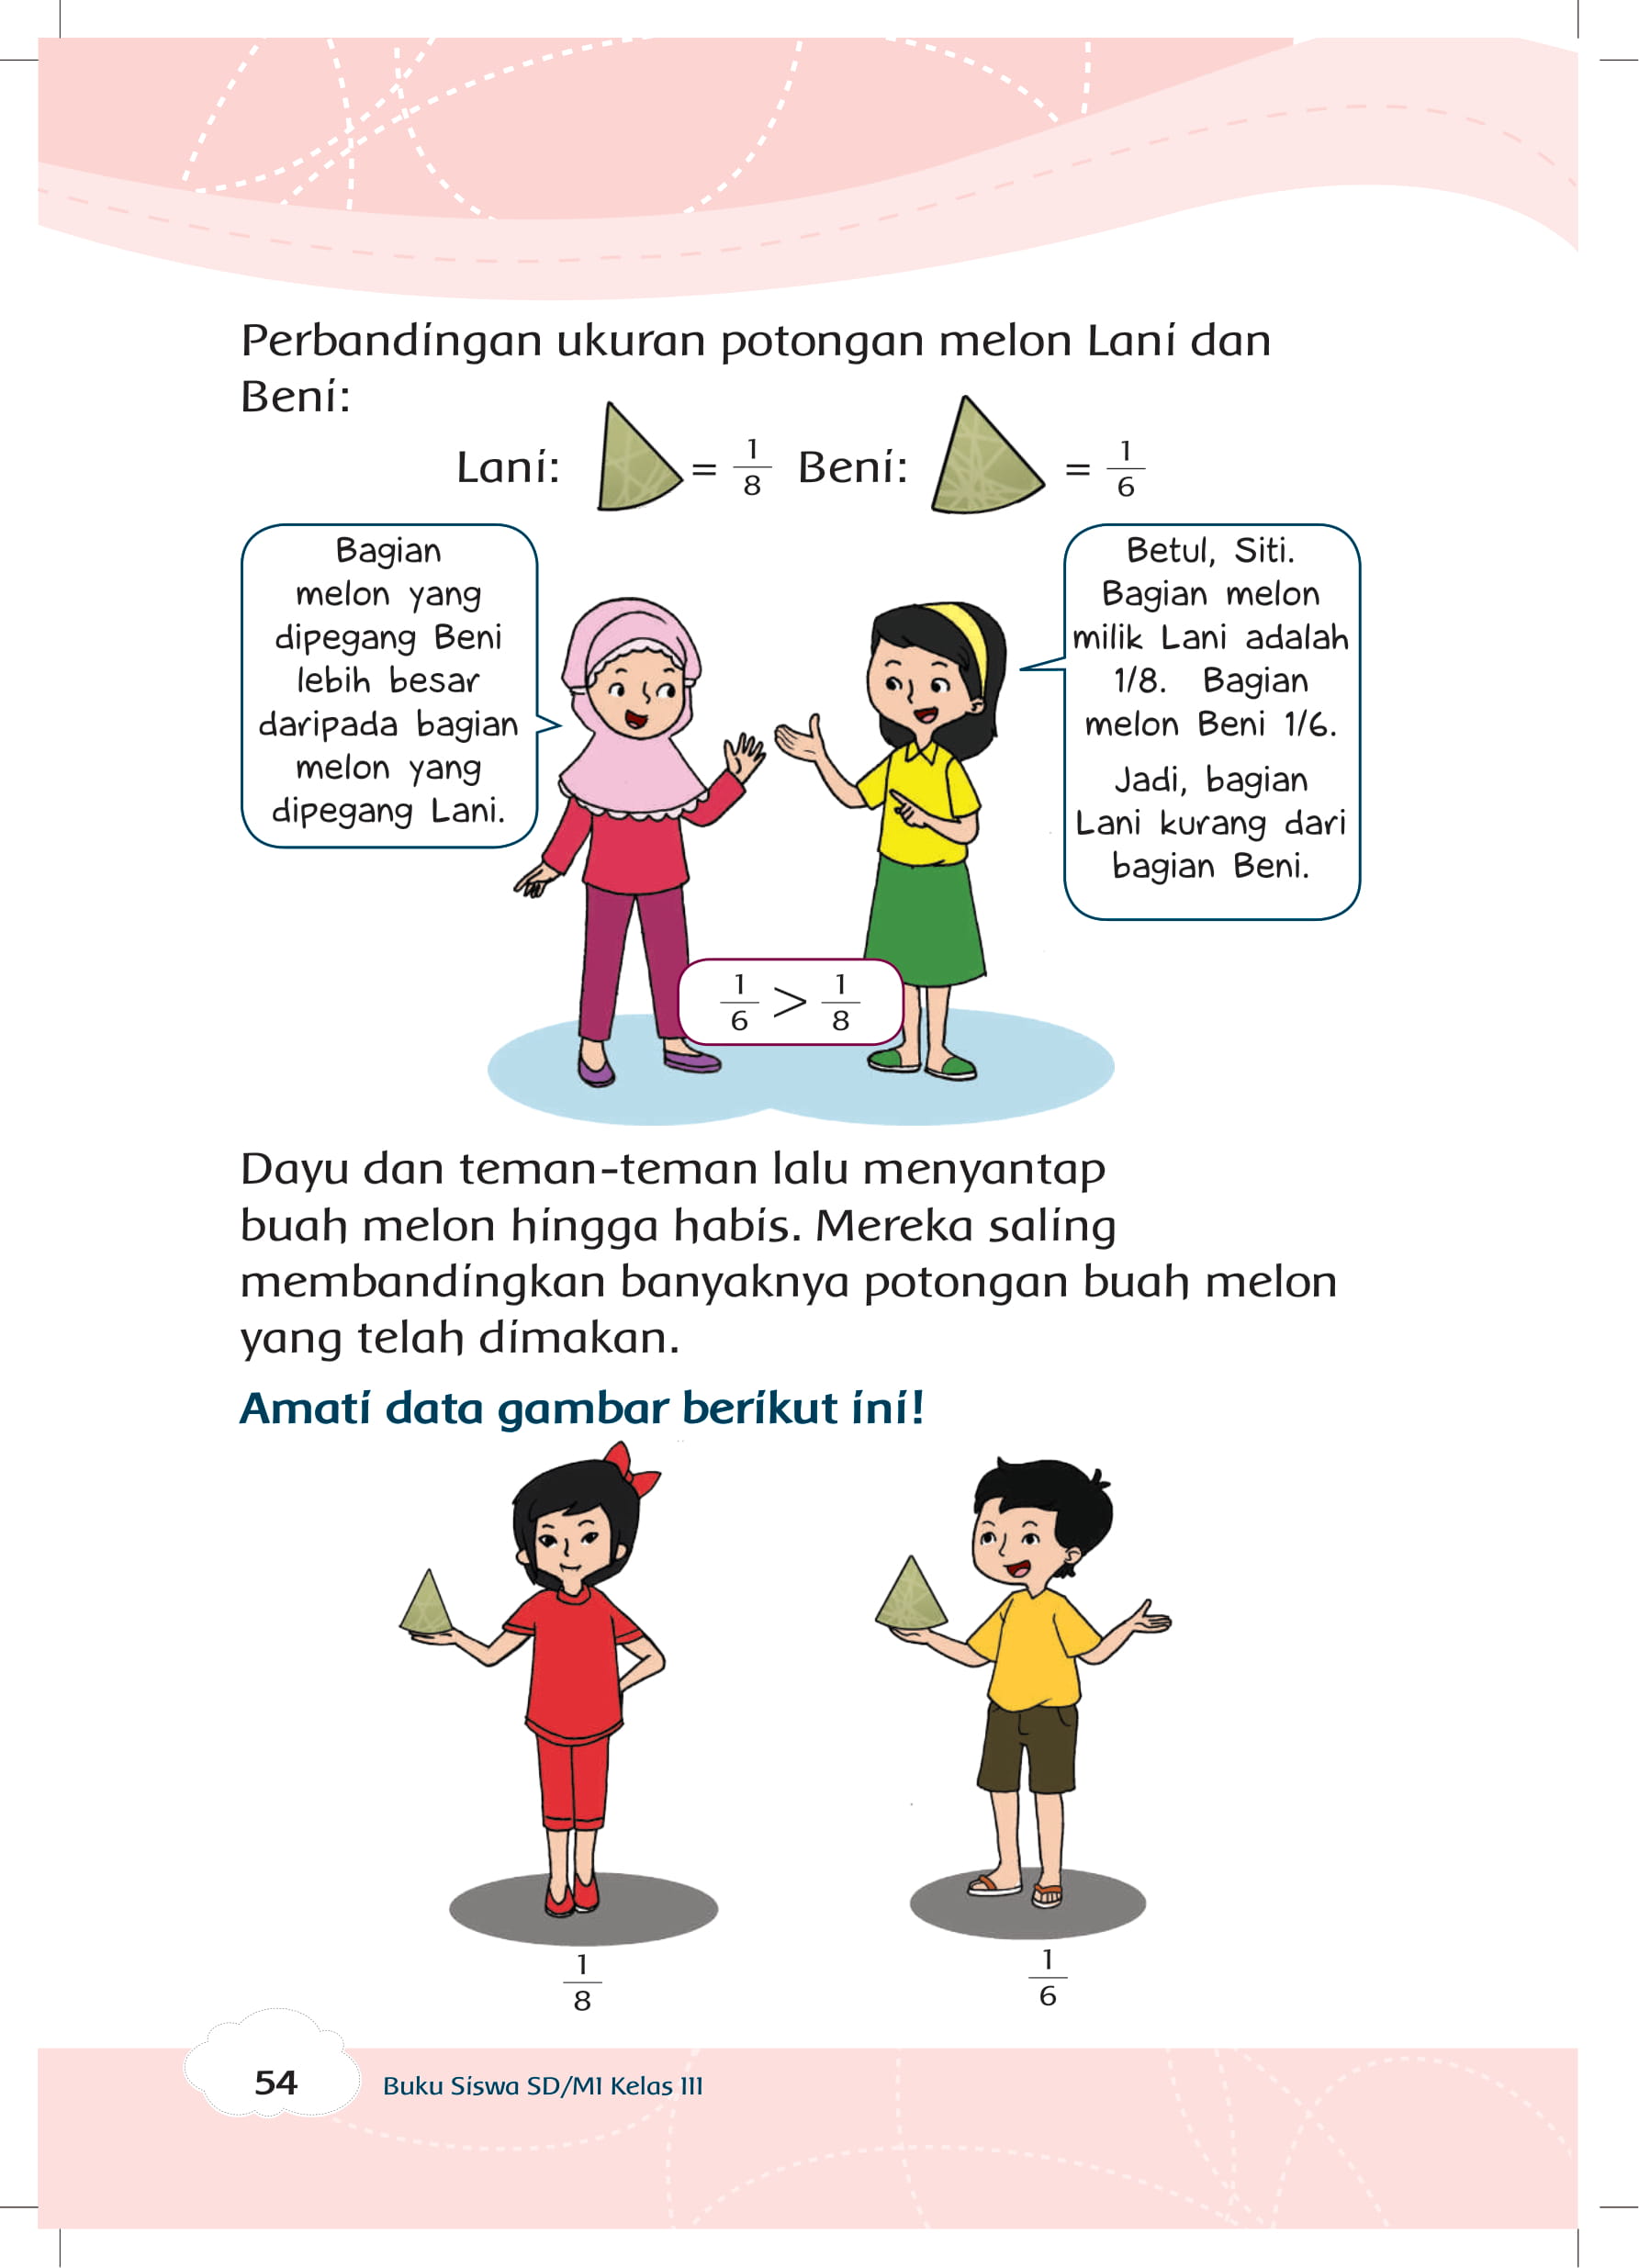 Perbandingan ukuran potongan melon Lani dan
Beni:
Lani: = 1/8 Beni: = 1/6
Bagian
melon yang
dipegang Beni
lebih besar
daripada bagian
melon yang
dipegang Lani.
Betul, Siti.
Bagian melon
milik Lani adalah
1/8. Bagian
melon Beni 1/6.
Jadi, bagian
Lani kurang dari
bagian Beni.
1/6 > 1/8
Dayu dan teman-teman lalu menyantap
buah melon hingga habis. Mereka saling
membandingkan banyaknya potongan buah melon
yang telah dimakan.
Amati data gambar berikut ini!
1/8
1/6
54
Buku Siswa SD/MI Kelas III